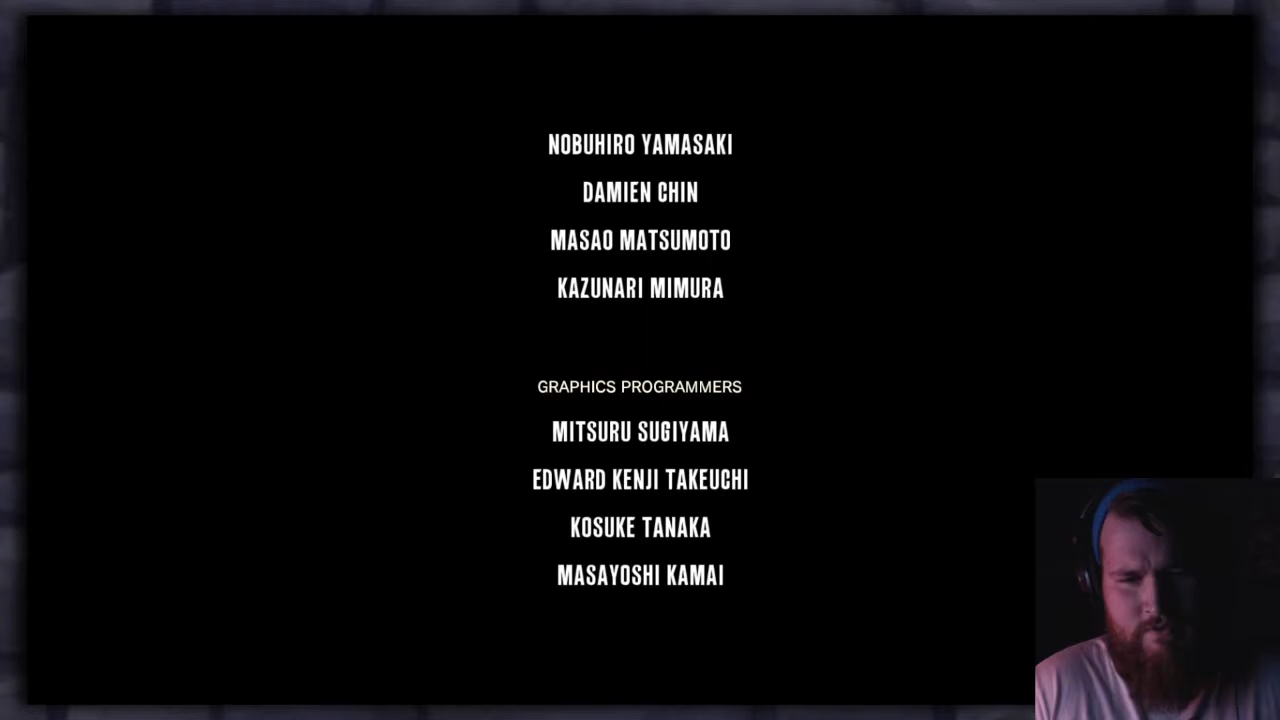 NOBUHIRO YAMASAKI
DAMIEN CHIN
MASAO MATSUMOTO
KAZUNARI MIMURA
GRAPHICS PROGRAMMERS
MITSURU SUGIYAMA
EDWARD KENJI TAKEUCHI
KOSUKE TANAKA
MASAYOSHI KAMAI